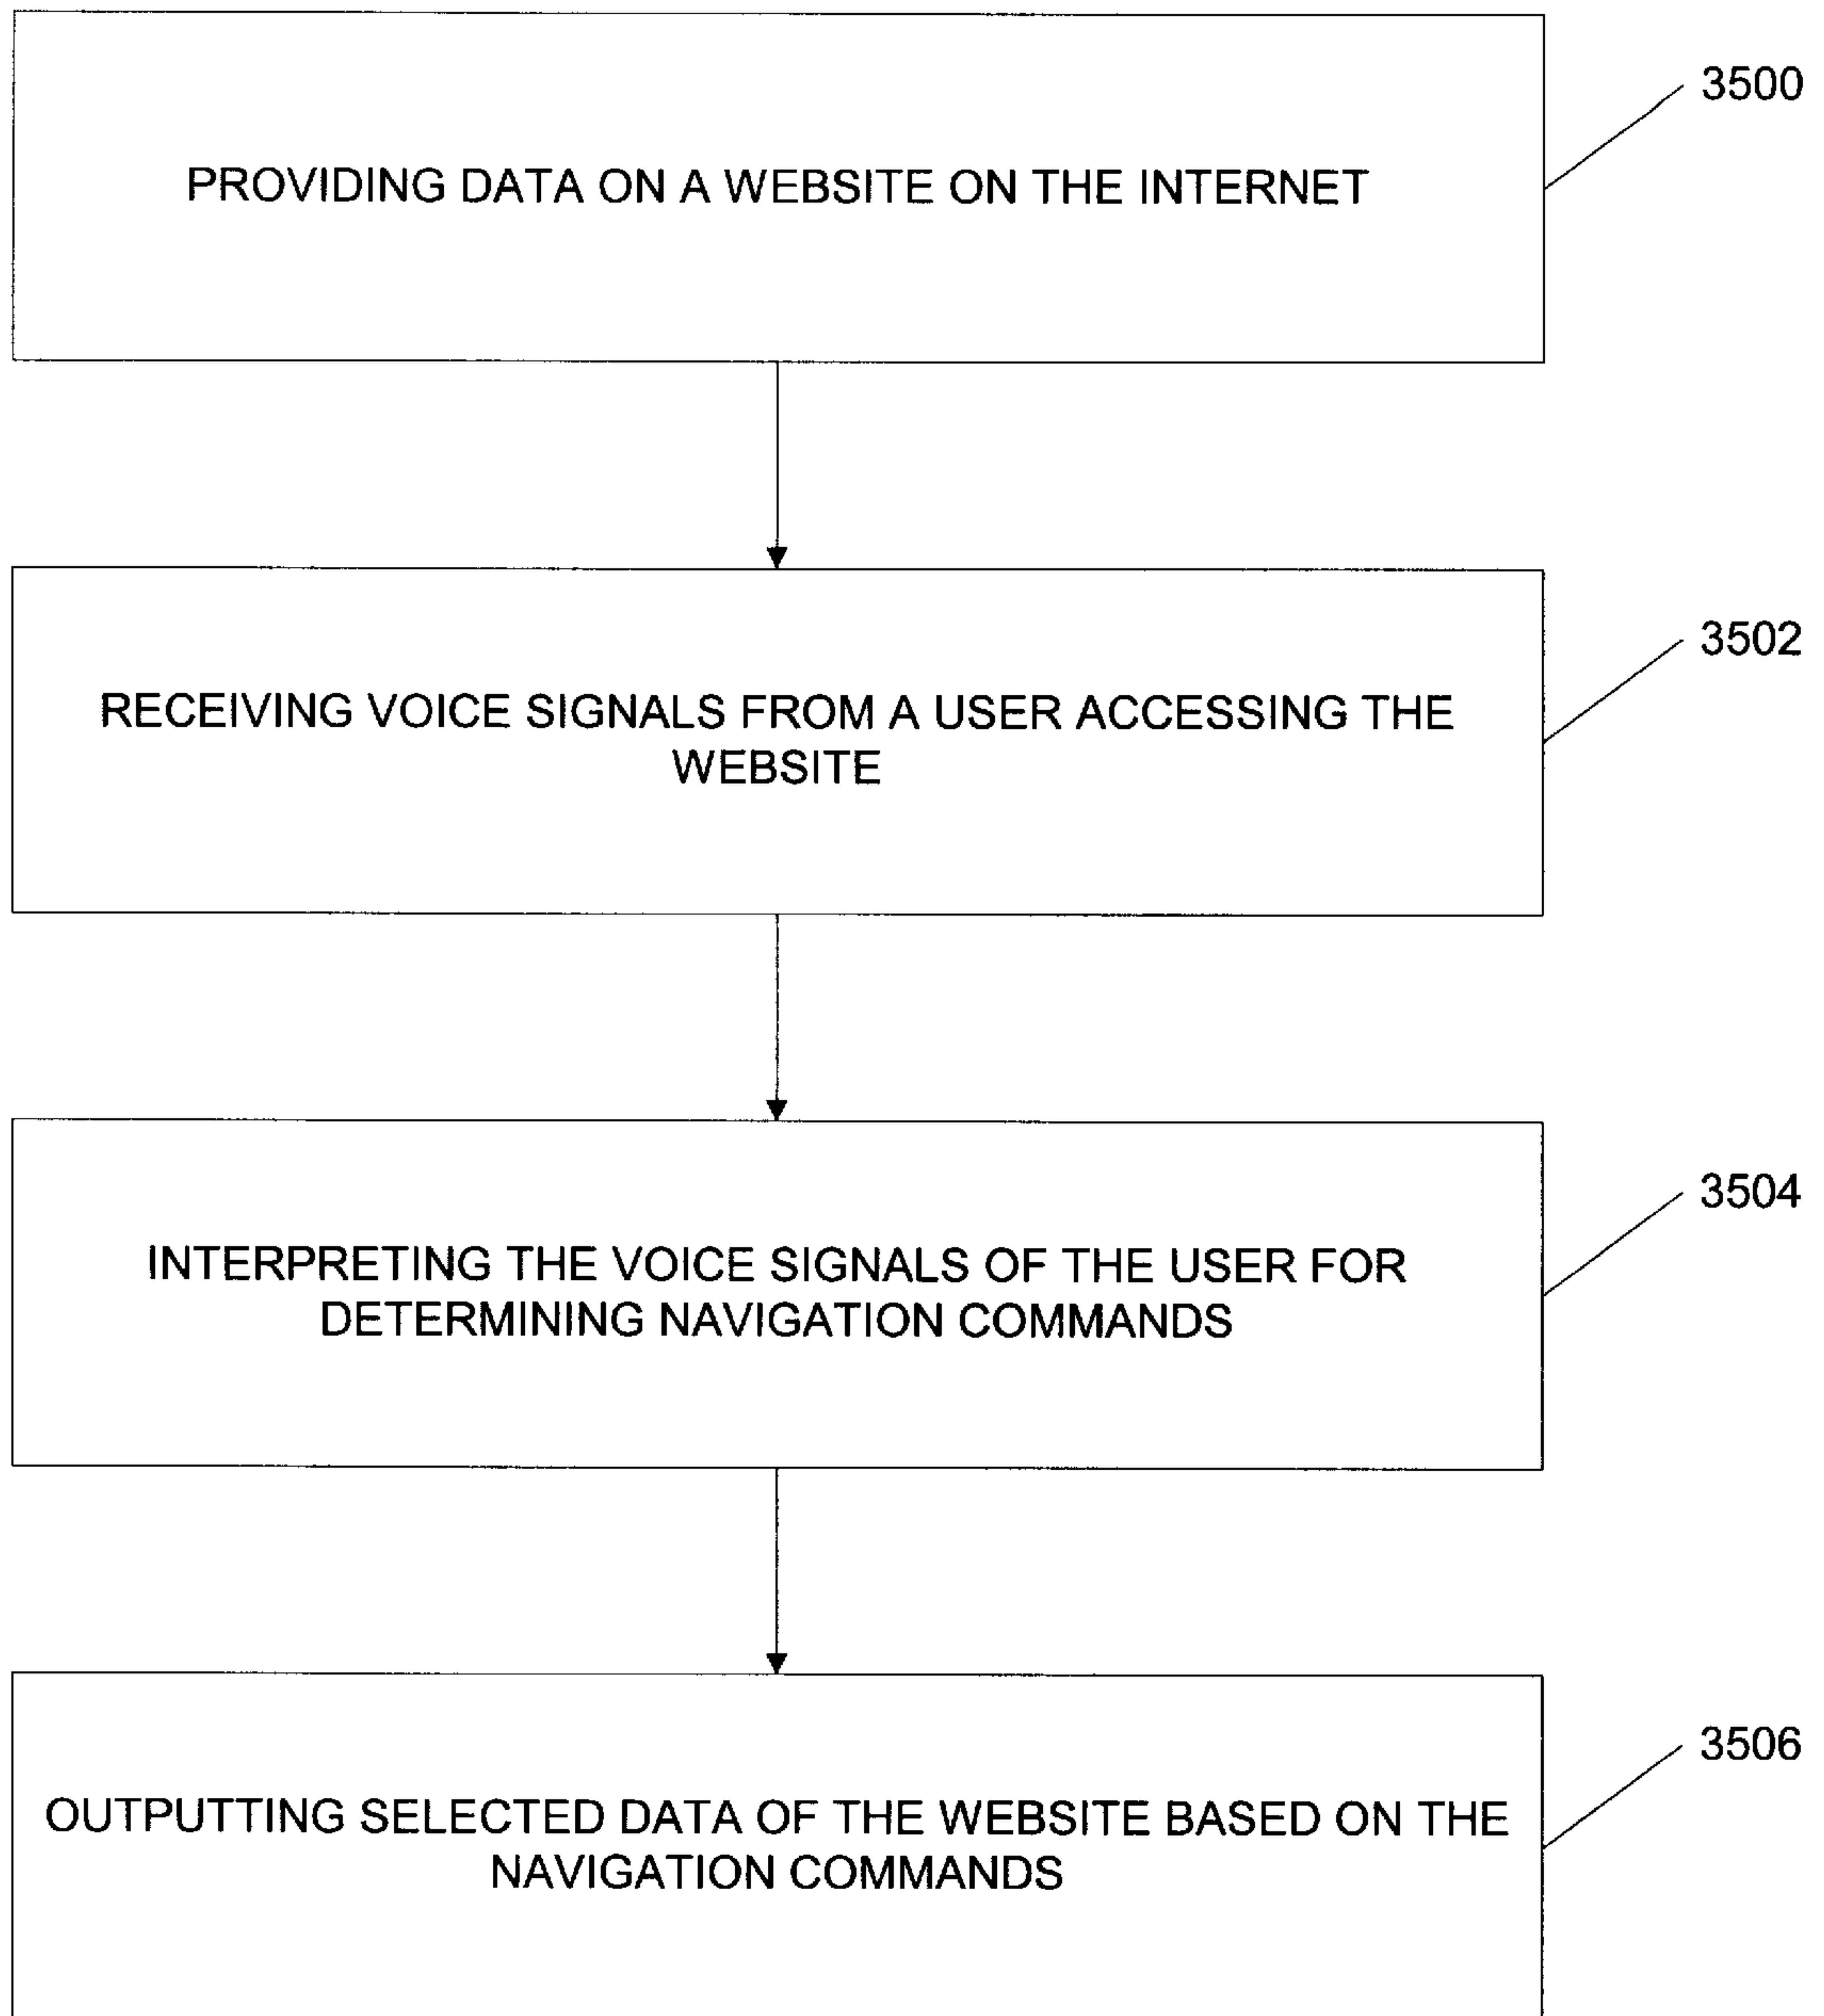 3500
PROVIDING DATA ON A WEBSITE ON THE INTERNET
3502
RECEIVING VOICE SIGNALS FROM A USER ACCESSING THE
WEBSITE
3504
INTERPRETING THE VOICE SIGNALS OF THE USER FOR
DETERMINING NAVIGATION COMMANDS
3506
OUTPUTTING SELECTED DATA OF THE WEBSITE BASED ON THE
NAVIGATION COMMANDS